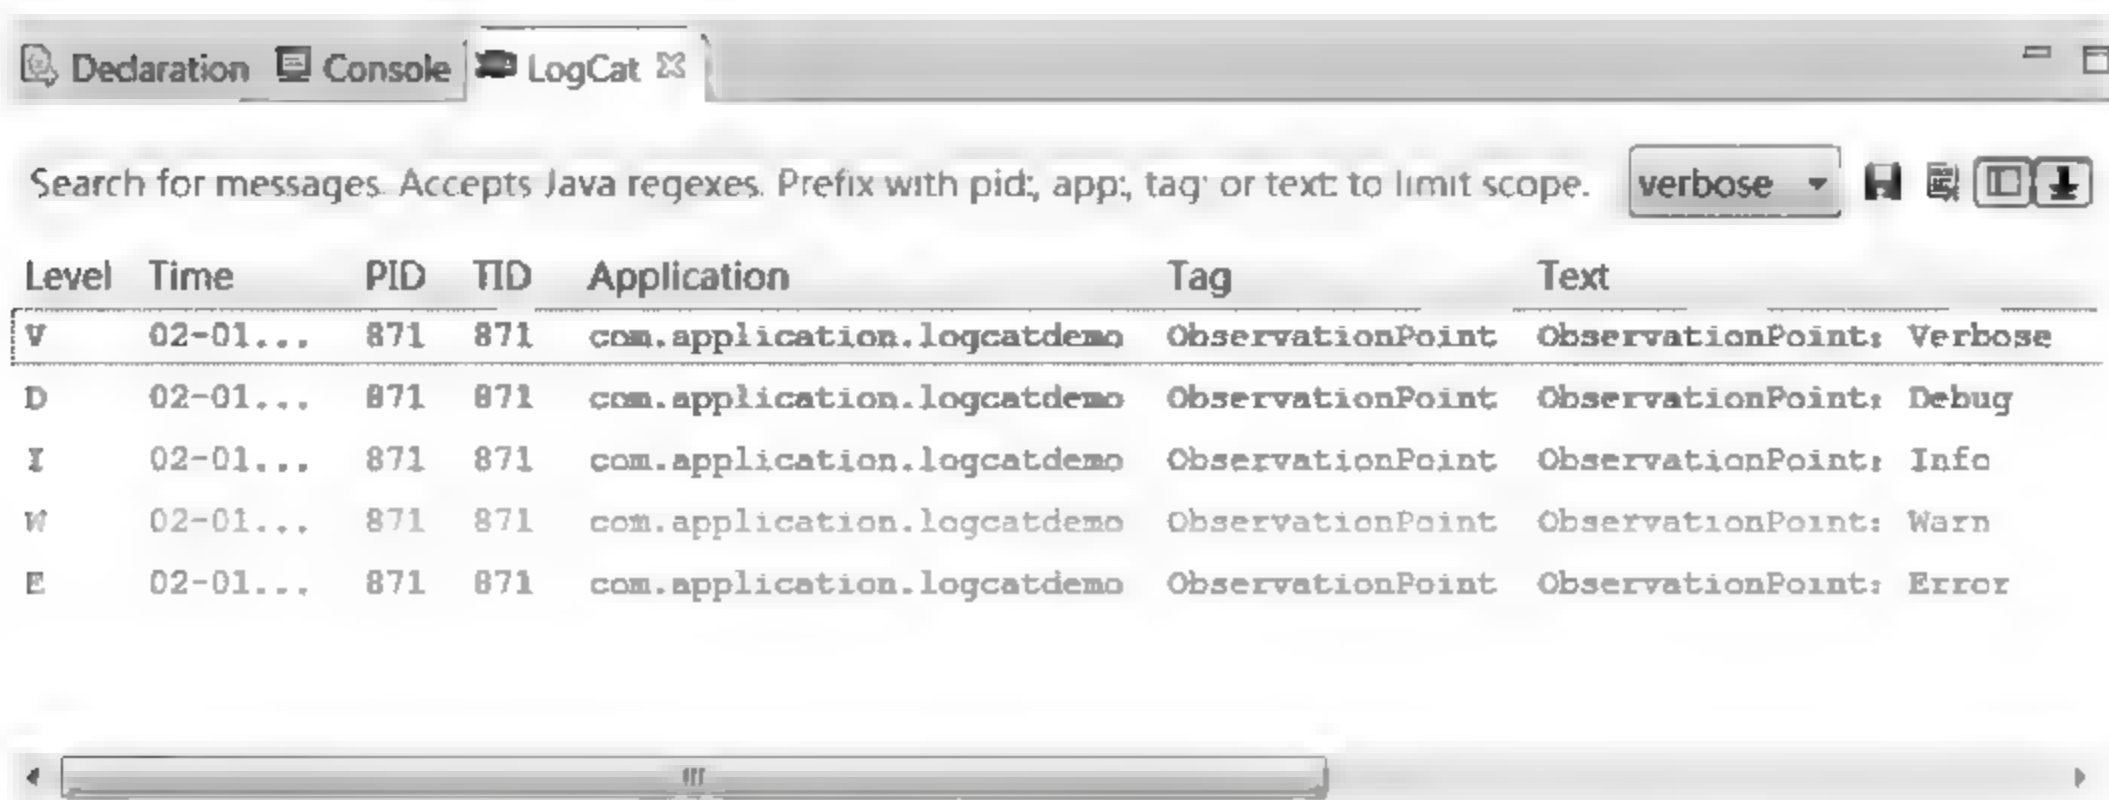 Declaration Console LogCat
Search for messages. Accepts Java regexes. Prefix with pid:, app:, tag: or text: to limit scope. verbose
Level Time PID TID Application Tag Text
V 02-01... 871 871 com.application.logcatdemo ObservationPoint ObservationPoint: Verbose
D 02-01... 871 871 com.application.logcatdemo ObservationPoint ObservationPoint: Debug
I 02-01... 871 871 com.application.logcatdemo ObservationPoint ObservationPoint: Info
W 02-01... 871 871 com.application.logcatdemo ObservationPoint ObservationPoint: Warn
E 02-01... 871 871 com.application.logcatdemo ObservationPoint ObservationPoint: Error